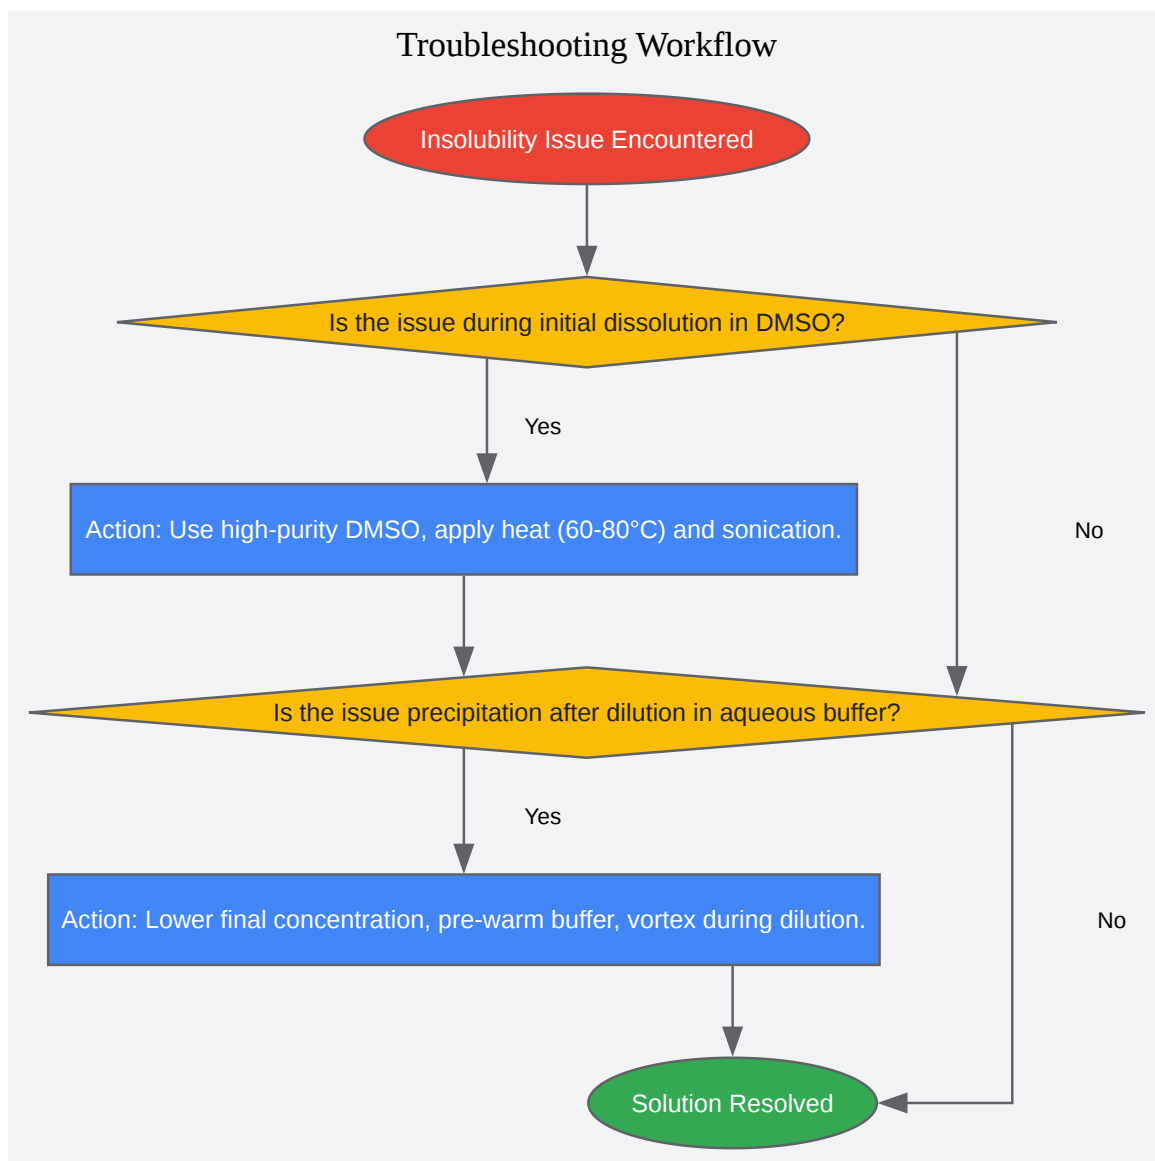 Troubleshooting Workflow
Insolubility Issue Encountered
Is the issue during initial dissolution in DMSO?
Yes
Action: Use high-purity DMSO, apply heat (60-80°C) and sonication.
No
Is the issue precipitation after dilution in aqueous buffer?
Yes
Action: Lower final concentration, pre-warm buffer, vortex during dilution.
No
Solution Resolved